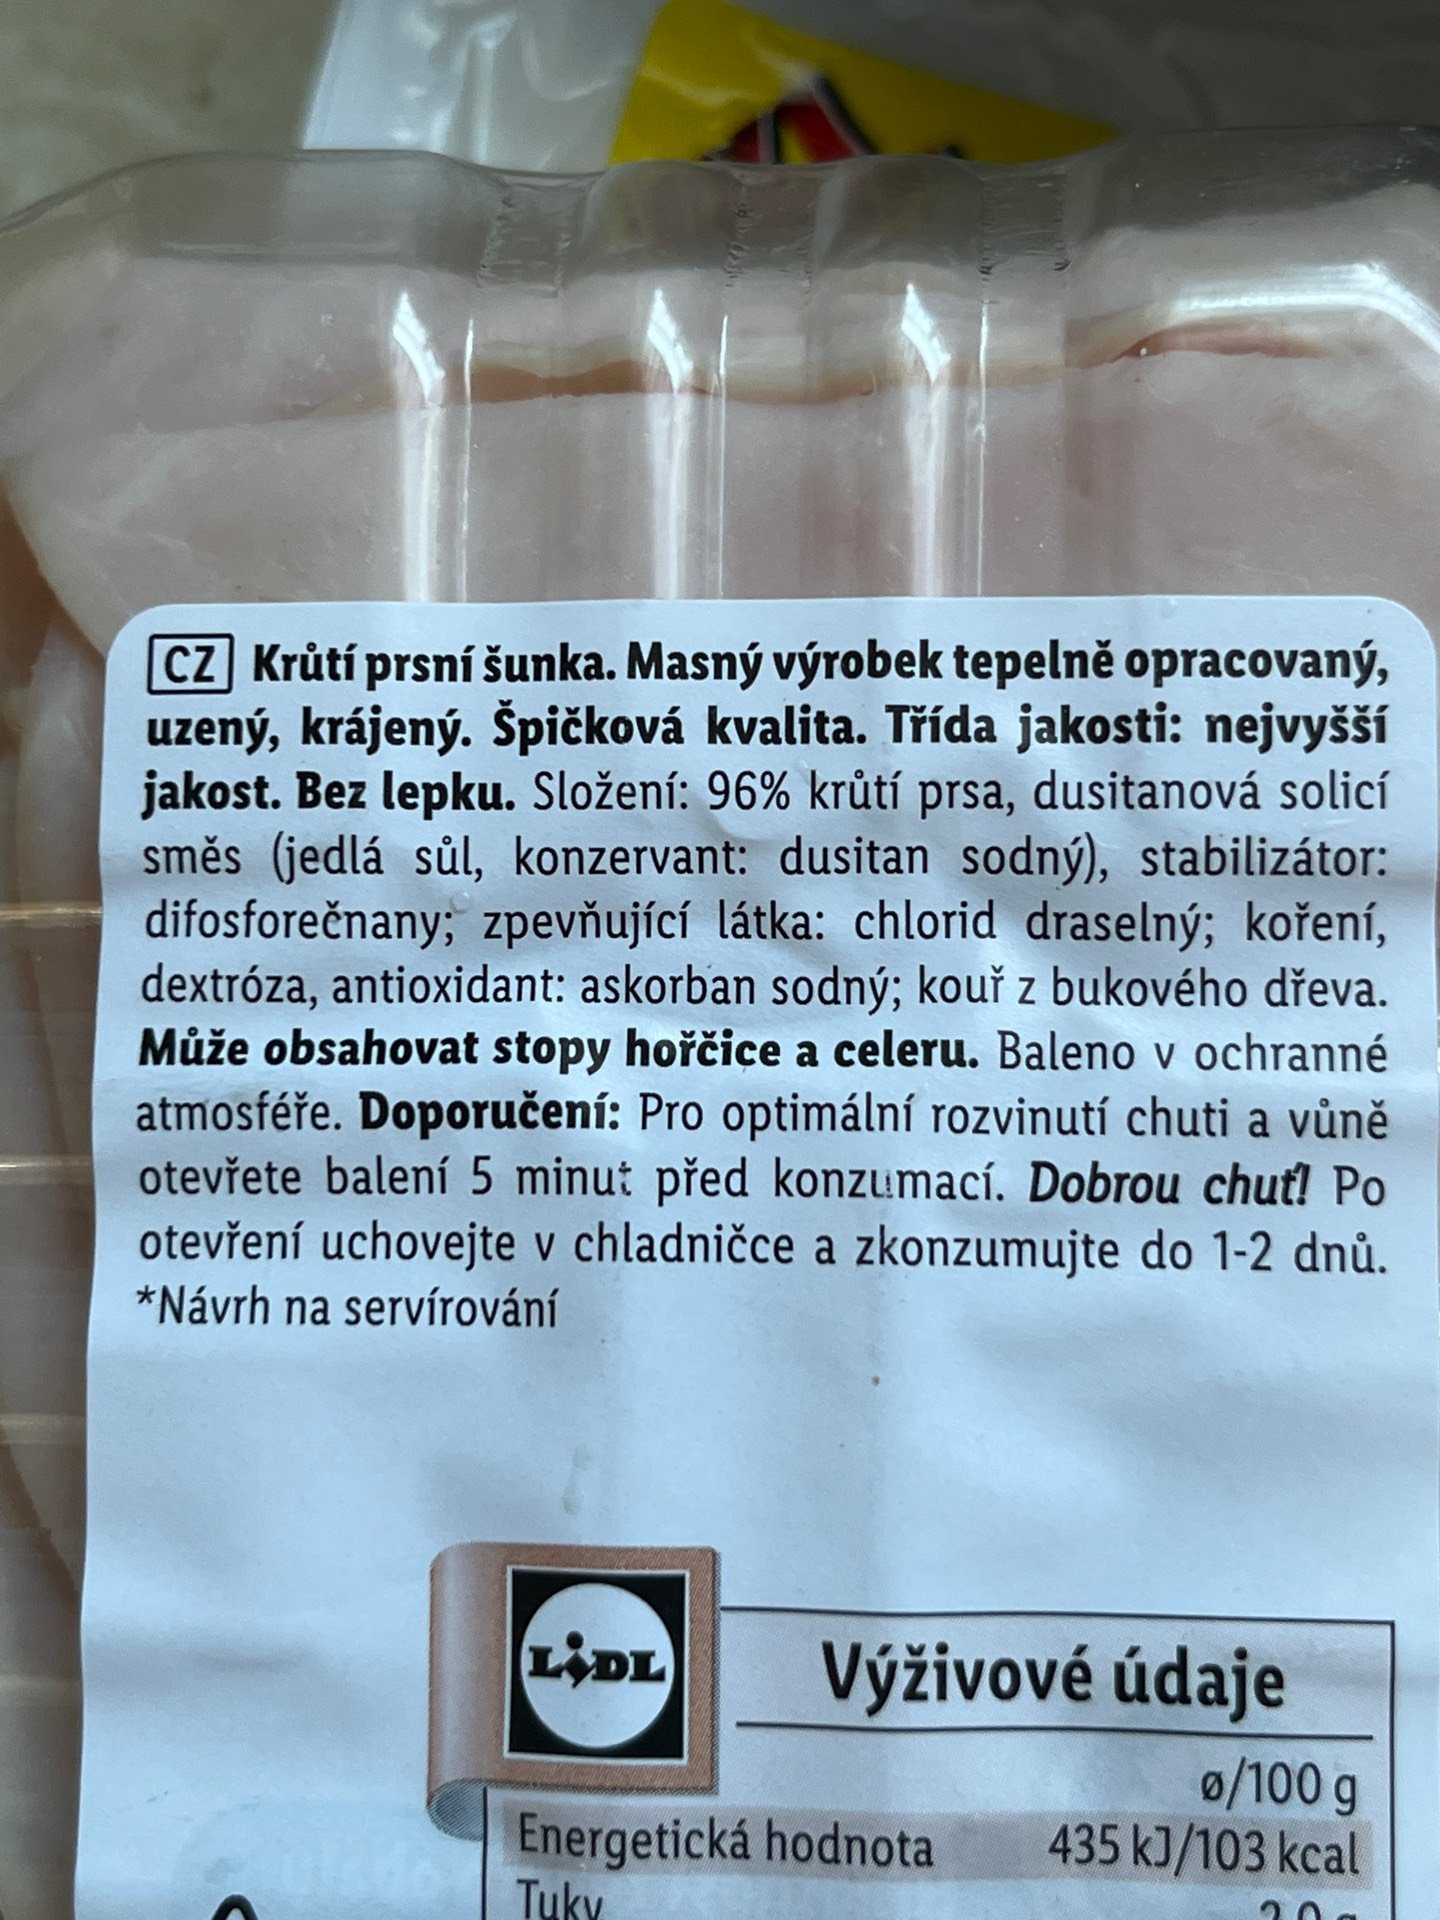 CZ Krůtí prsní šunka. Masný výrobek tepelně opracovaný,
uzený, krájený. Špičková kvalita. Třída jakosti: nejvyšší
jakost. Bez lepku. Složení: 96% krůtí prsa, dusitanová solicí
směs (jedlá sůl, konzervant: dusitan sodný), stabilizátor:
difosforečnany; zpevňující látka: chlorid draselný; koření,
dextróza, antioxidant: askorban sodný; kouř z bukového dřeva.
Může obsahovat stopy hořčice a celeru. Baleno v ochranné
atmosféře. Doporučení: Pro optimální rozvinutí chuti a vůně
otevřete balení 5 minut před konzumací. Dobrou chuť! Po
otevření uchovejte v chladničce a zkonzumujte do 1-2 dnů.
*Návrh na servírování
LIDL
Výživové údaje
ø/100 g
Energetická hodnota 435 kJ/103 kcal
Tuky